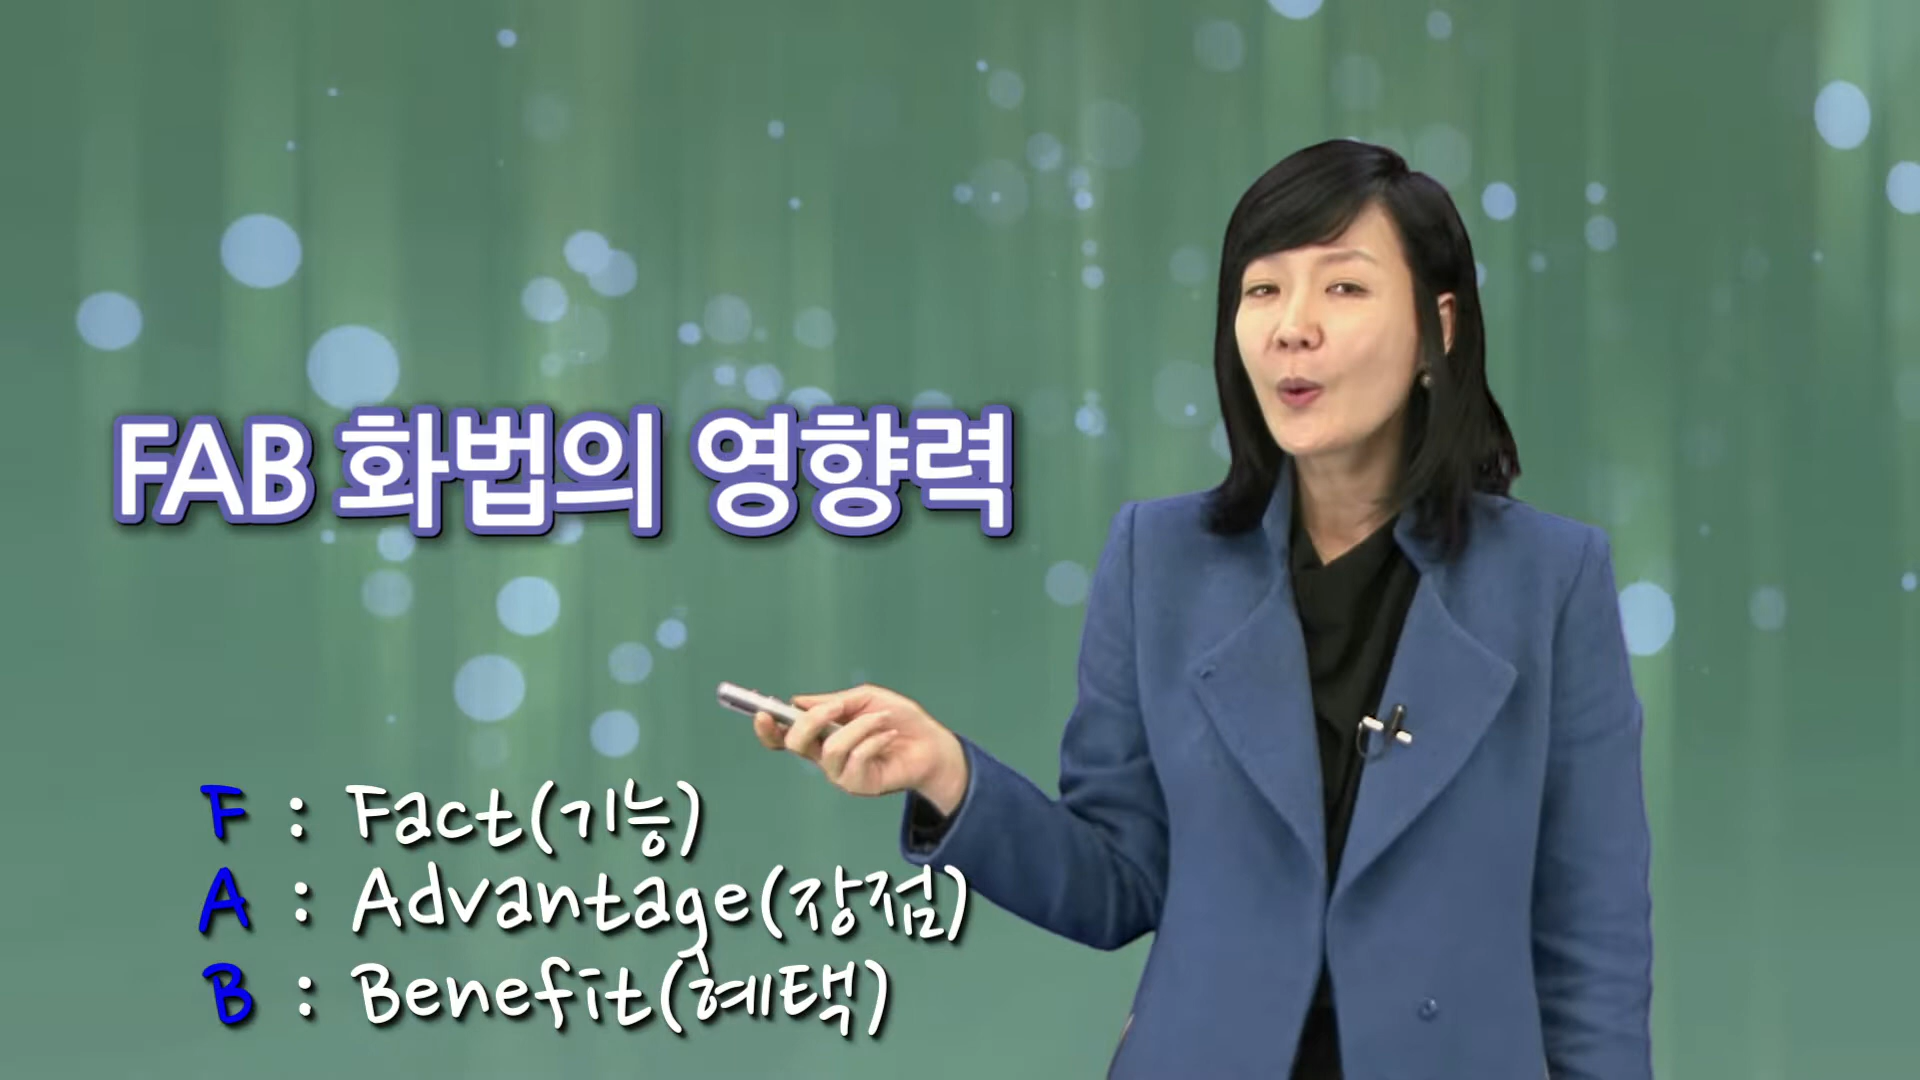 FAB 화법의 영향력
F : Fact(기능)
A : Advantage(장점)
B : Benefit(혜택)